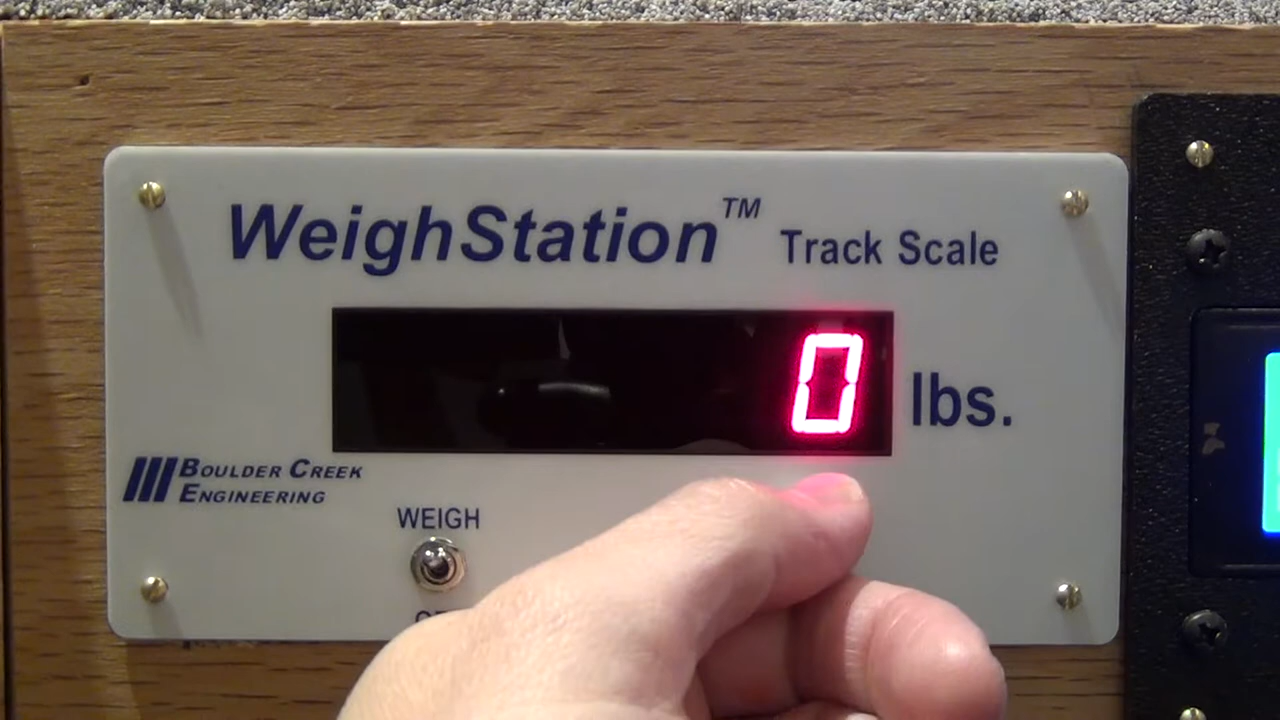 WeighStation™ Track Scale
0 lbs.
BOULDER CREEK
ENGINEERING
WEIGH